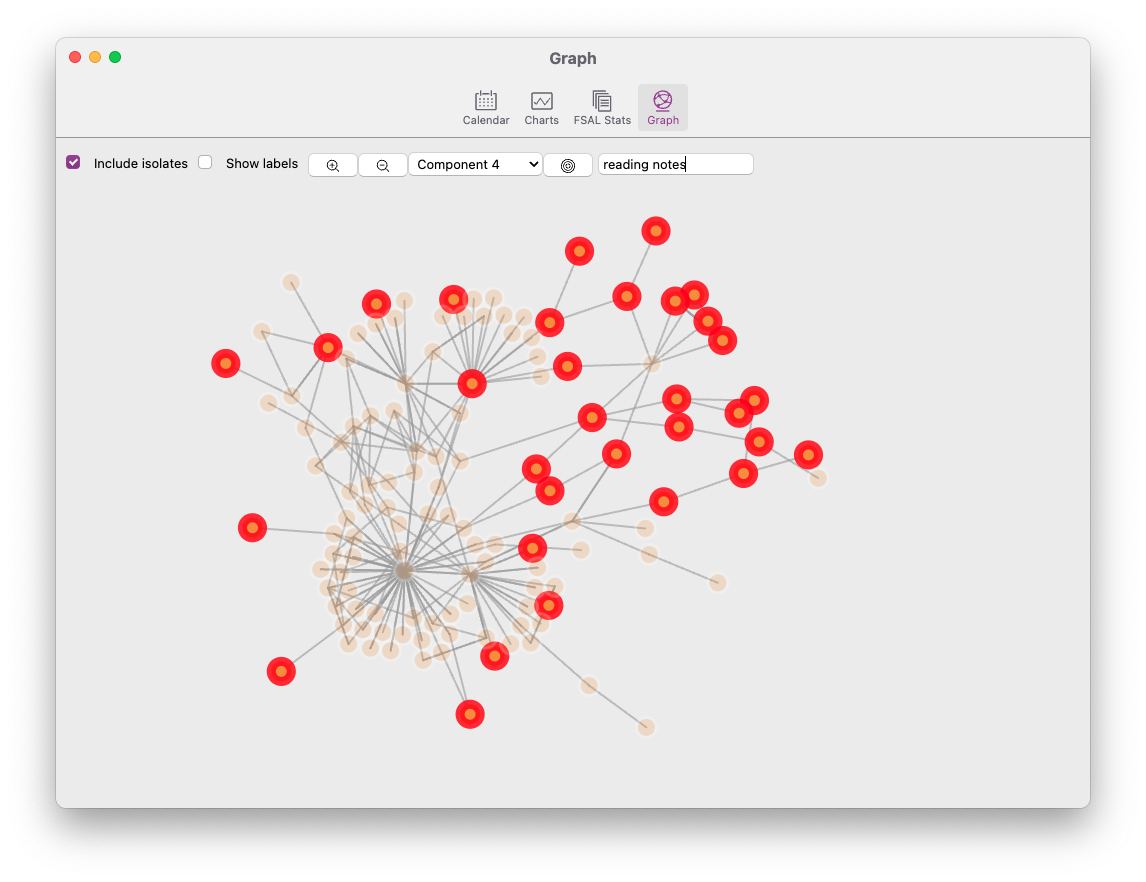 Graph
Calendar Charts FSAL Stats Graph
Include isolates Show labels Component 4 reading notes